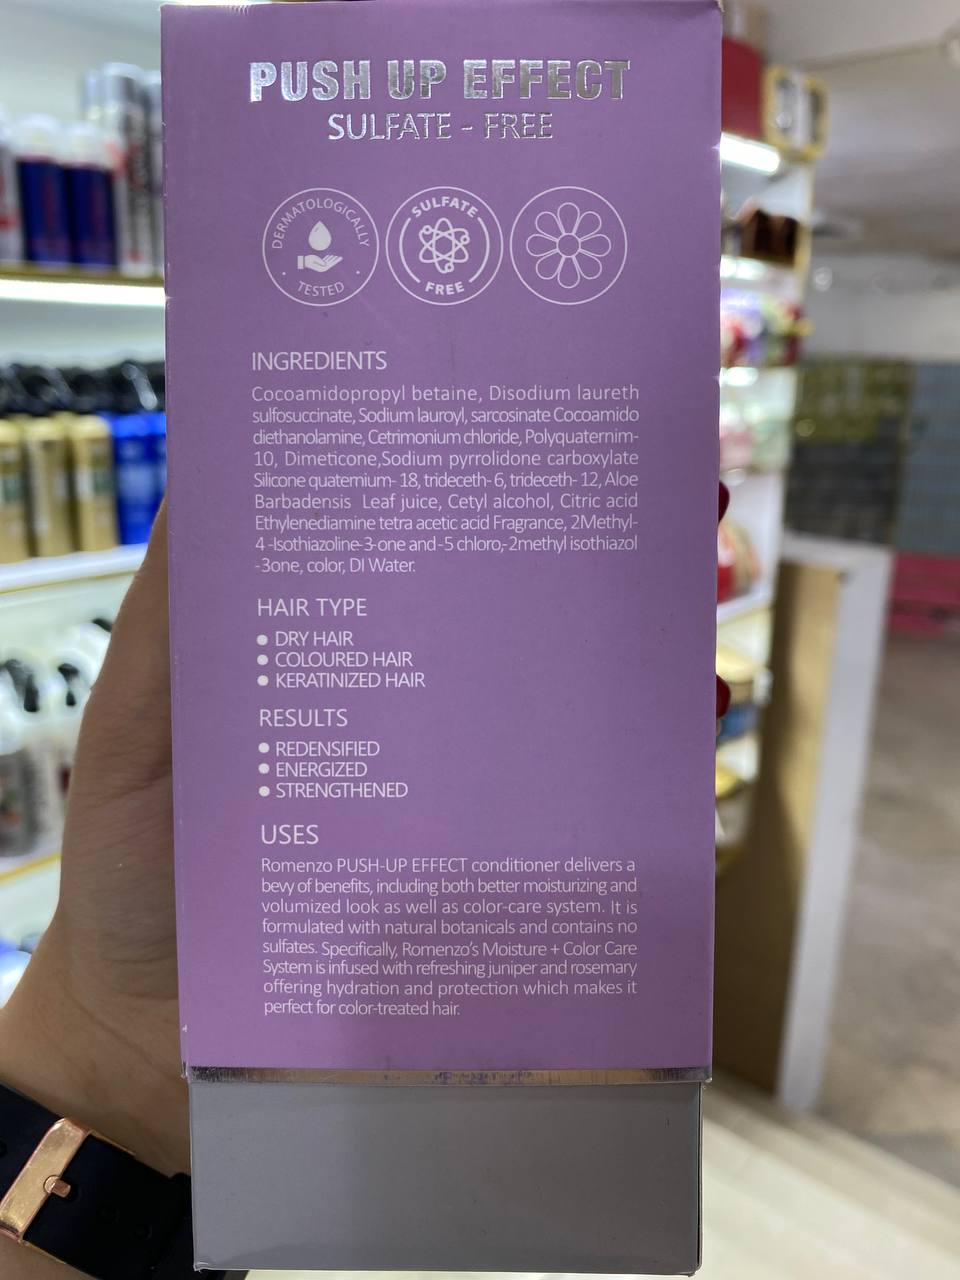 PUSH UP EFFECT
SULFATE - FREE
DERMATOLOGICALLY
TESTED
SULFATE
FREE
INGREDIENTS
Cocoamidopropyl betaine, Disodium laureth
sulfosuccinate, Sodium lauroyl, sarcosinate Cocoamido
diethanolamine, Cetrimonium chloride, Polyquaternim-
10, Dimeticone,Sodium pyrrolidone carboxylate
Silicone quaternium- 18, trideceth- 6, trideceth- 12, Aloe
Barbadensis Leaf juice, Cetyl alcohol, Citric acid
Ethylenediamine tetra acetic acid Fragrance, 2Methyl-
4 -Isothiazoline-3-one and -5 chloro,-2methyl isothiazol
-3one, color, DI Water.
HAIR TYPE
● DRY HAIR
● COLOURED HAIR
● KERATINIZED HAIR
RESULTS
● REDENSIFIED
● ENERGIZED
● STRENGTHENED
USES
Romenzo PUSH-UP EFFECT conditioner delivers a
bevy of benefits, including both better moisturizing and
volumized look as well as color-care system. It is
formulated with natural botanicals and contains no
sulfates. Specifically, Romenzo's Moisture + Color Care
System is infused with refreshing juniper and rosemary
offering hydration and protection which makes it
perfect for color-treated hair.